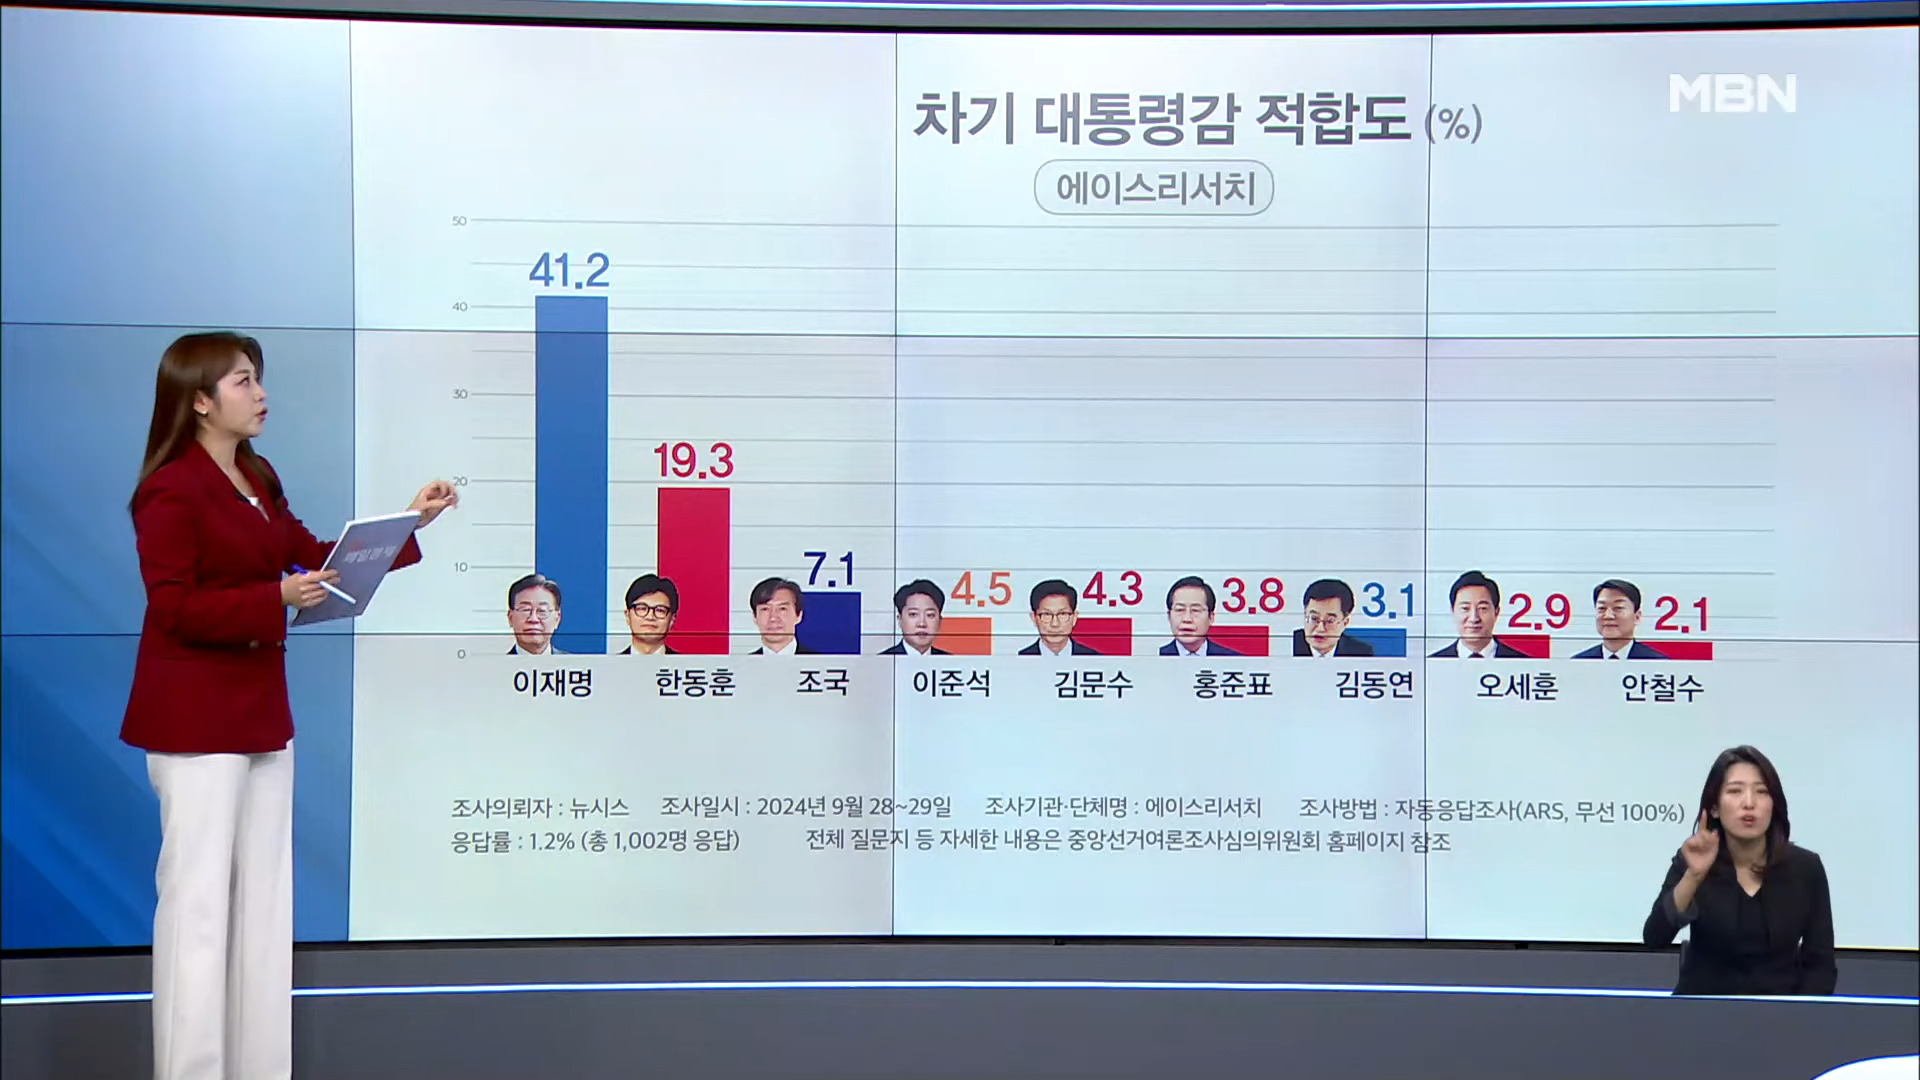 MBN
차기 대통령감 적합도 (%)
에이스리서치
50
40
30
20
10
0
41.2
19.3
7.1
4.5
4.3
3.8
3.1
2.9
2.1
이재명 한동훈 조국 이준석 김문수 홍준표 김동연 오세훈 안철수
매일경제
조사의뢰자 : 뉴시스 조사일시 : 2024년 9월 28~29일 조사기관·단체명 : 에이스리서치 조사방법 : 자동응답조사(ARS, 무선 100%)
응답률 : 1.2% (총 1,002명 응답) 전체 질문지 등 자세한 내용은 중앙선거여론조사심의위원회 홈페이지 참조